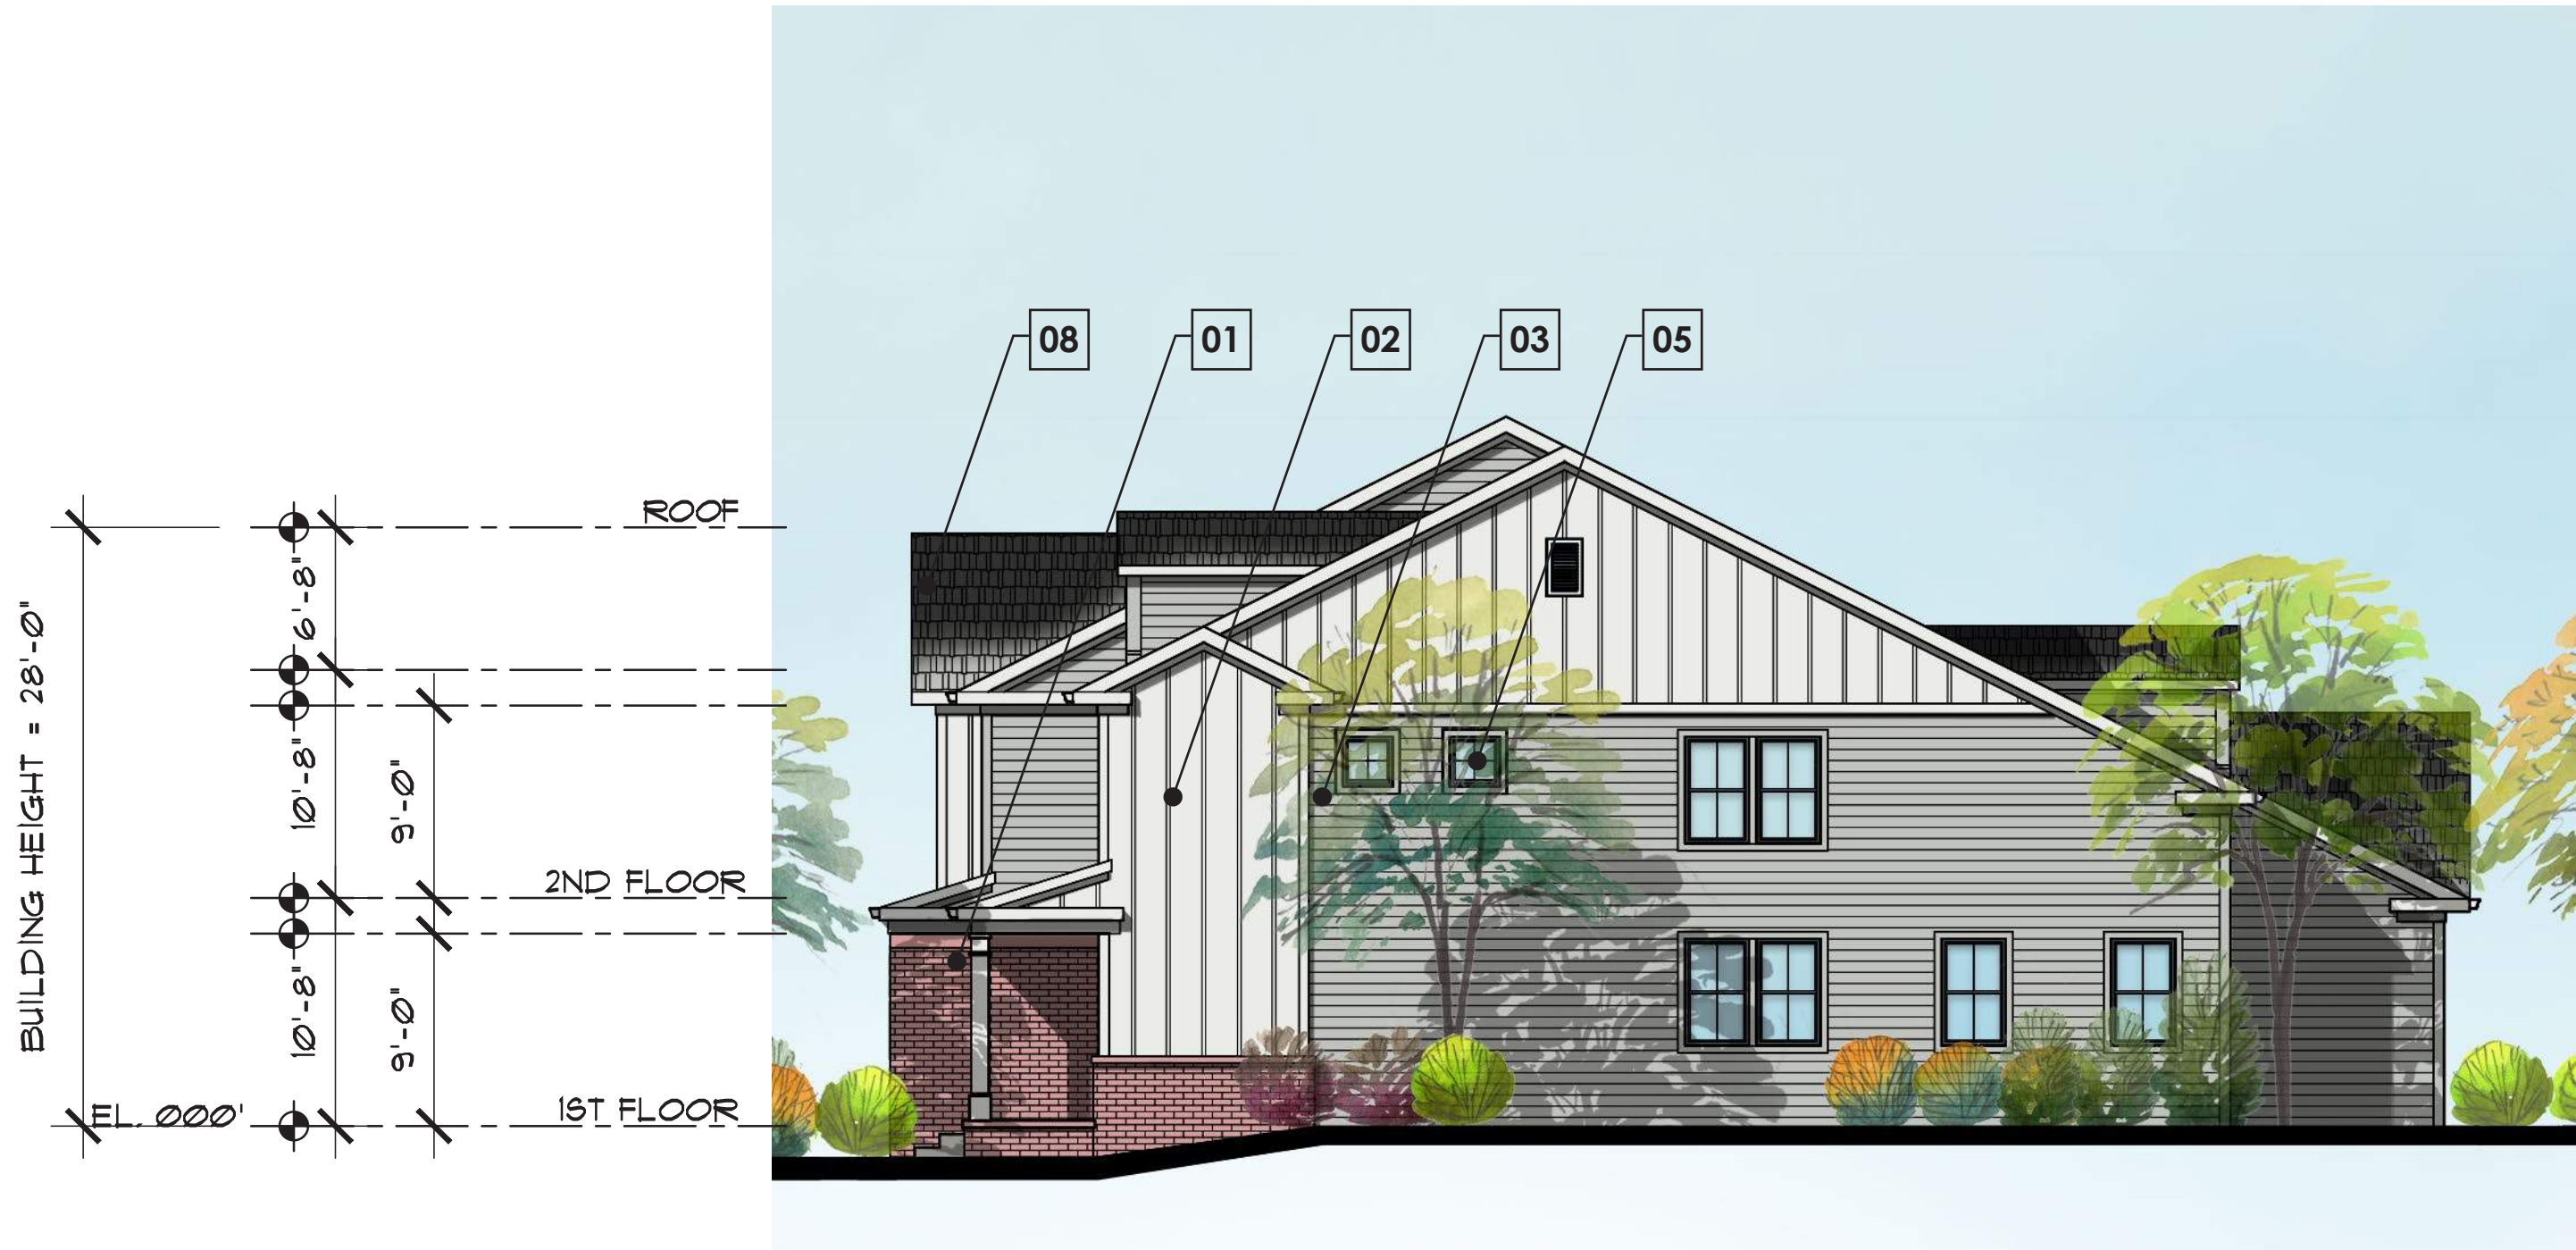 08 01 02 03 05
ROOF
6'-8"
BUILDING HEIGHT = 28'-0"
10'-8"
9'-0"
2ND FLOOR
10'-8"
9'-0"
EL. 000'
1ST FLOOR